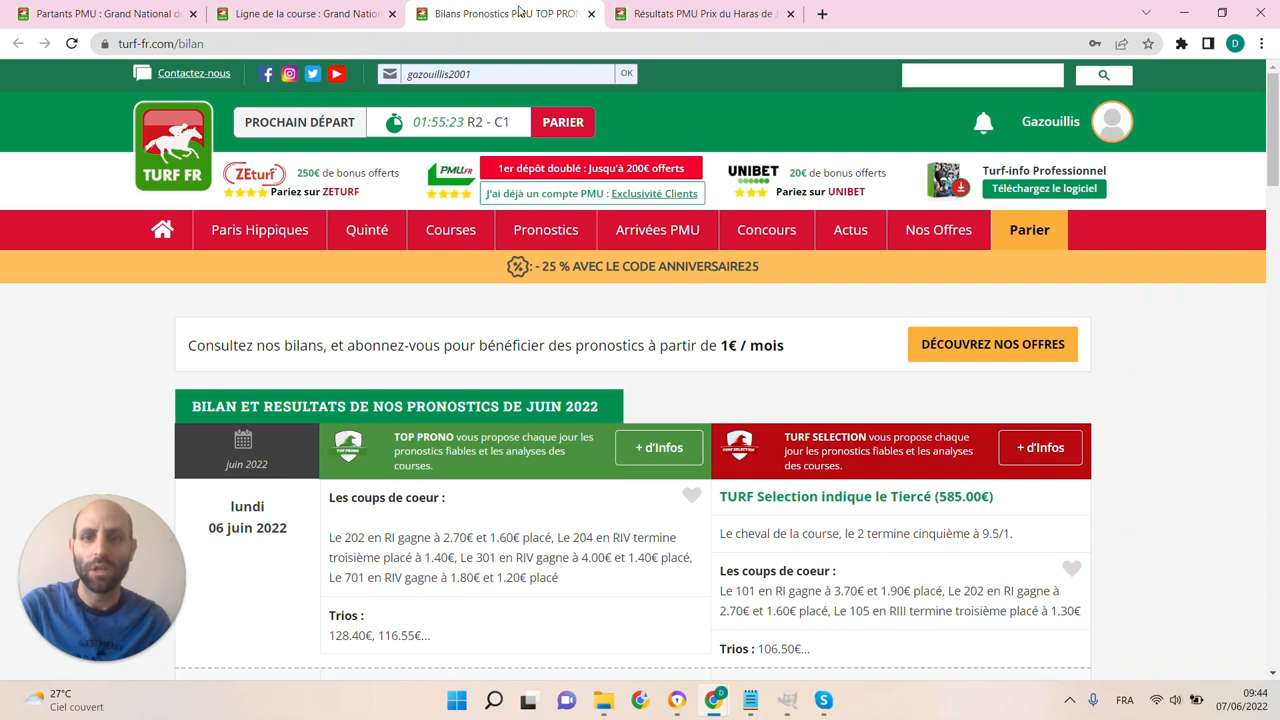 Partants PMU : Grand National d
Ligne de la course : Grand Nation
Bilans Pronostics PMU TOP PRON
Résultats PMU Prix du Haras de
turf-fr.com/bilan
D
Contactez-nous
gazouillis2001
OK
PROCHAIN DÉPART
01:55:23 R2 - C1
PARIER
Gazouillis
TURF FR
ZEturf
250€ de bonus offerts
Pariez sur ZETURF
PMU.FR
1er dépôt doublé : Jusqu'à 200€ offerts
J'ai déjà un compte PMU : Exclusivité Clients
UNIBET
20€ de bonus offerts
Pariez sur UNIBET
Turf-info Professionnel
Téléchargez le logiciel
Paris Hippiques
Quinté
Courses
Pronostics
Arrivées PMU
Concours
Actus
Nos Offres
Parier
: - 25 % AVEC LE CODE ANNIVERSAIRE25
Consultez nos bilans, et abonnez-vous pour bénéficier des pronostics à partir de 1€ / mois
DÉCOUVREZ NOS OFFRES
BILAN ET RESULTATS DE NOS PRONOSTICS DE JUIN 2022
juin 2022
TOP PRONO
TOP PRONO vous propose chaque jour les
pronostics fiables et les analyses des
courses.
+ d'Infos
TURF SELECTION
TURF SELECTION vous propose chaque
jour les pronostics fiables et les analyses
des courses.
+ d'Infos
lundi
06 juin 2022
Les coups de coeur :
Le 202 en RI gagne à 2.70€ et 1.60€ placé, Le 204 en RIV termine
troisième placé à 1.40€, Le 301 en RIV gagne à 4.00€ et 1.40€ placé,
Le 701 en RIV gagne à 1.80€ et 1.20€ placé
Trios :
128.40€, 116.55€...
TURF Selection indique le Tiercé (585.00€)
Le cheval de la course, le 2 termine cinquième à 9.5/1.
Les coups de coeur :
Le 101 en RI gagne à 3.70€ et 1.90€ placé, Le 202 en RI gagne à
2.70€ et 1.60€ placé, Le 105 en RIII termine troisième placé à 1.30€
Trios : 106.50€...
27°C
Ciel couvert
D
FRA
09:44
07/06/2022